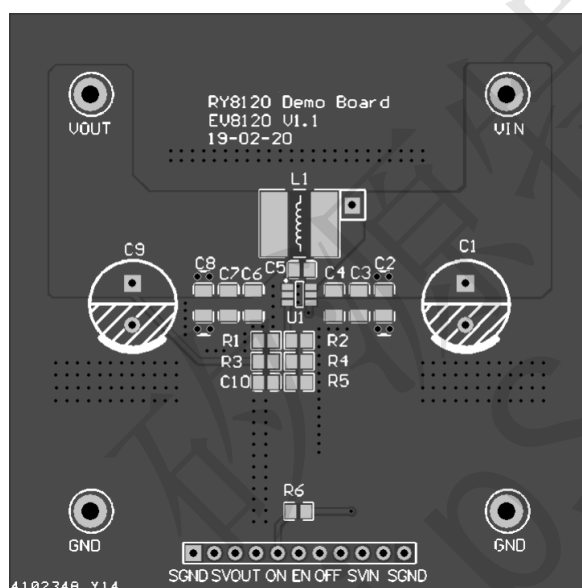 RY8120 Demo Board
EV8120 V1.1
19-02-20
VOUT
VIN
L1
C9
C1
C8 C7 C6
C5
C4 C3 C2
U1
R1
R2
R3
R4
C10
R5
R6
GND
GND
SGND SVOUT ON EN OFF SVIN SGND